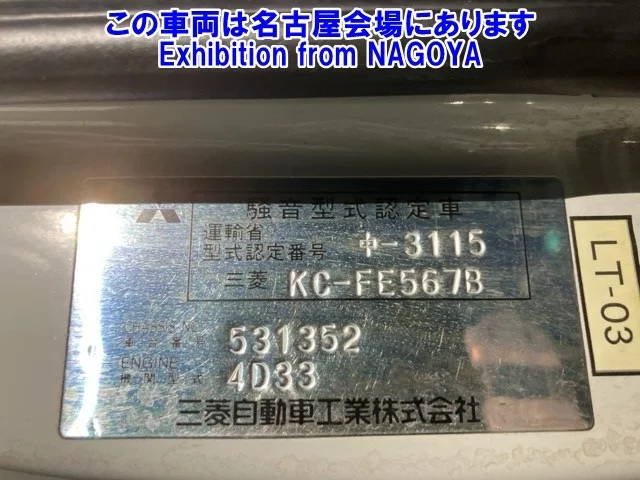 この車両は名古屋会場にあります
Exhibition from NAGOYA
騒音型式認定車
運輸省
型式認定番号 中-3115
三菱 KC-FE567B
CHASSIS NO.
車台番号 531352
ENGINE
機関型式 4D33
三菱自動車工業株式会社
LT-03